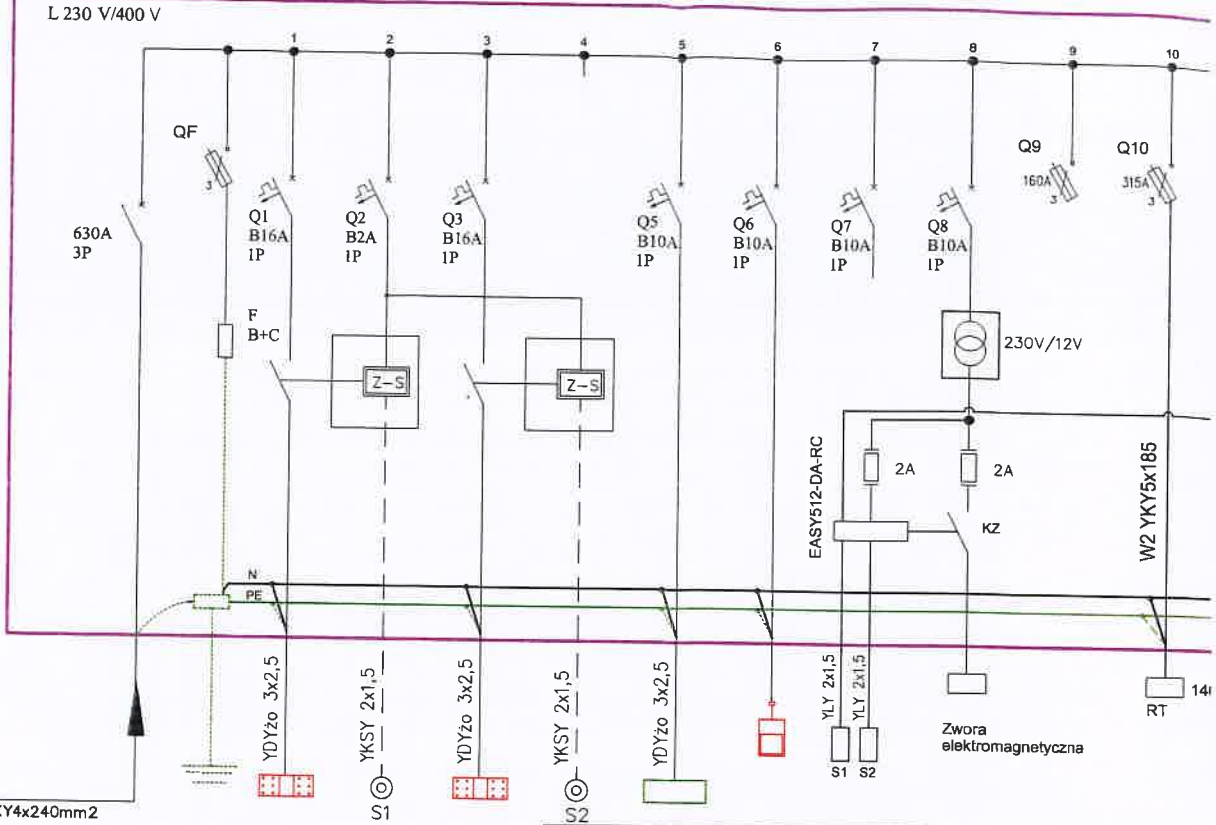 L 230 V/400 V
1
2
3
4
5
6
7
8
9
10
QF
3
630A
3P
Q1
B16A
1P
Q2
B2A
1P
Q3
B16A
1P
Q5
B10A
1P
Q6
B10A
1P
Q7
B10A
1P
Q8
B10A
1P
Q9
160A
3
Q10
315A
3
F
B+C
Z-S
Z-S
230V/12V
EASY512-DA-RC
2A
2A
KZ
W2 YKY5x185
N
PE
YDYżo 3x2,5
YKSY 2x1,5
YDYżo 3x2,5
YKSY 2x1,5
YDYżo 3x2,5
YLY 2x1,5
YLY 2x1,5
S1
S2
Zwora
elektromagnetyczna
RT
S1
S2
KY4x240mm2